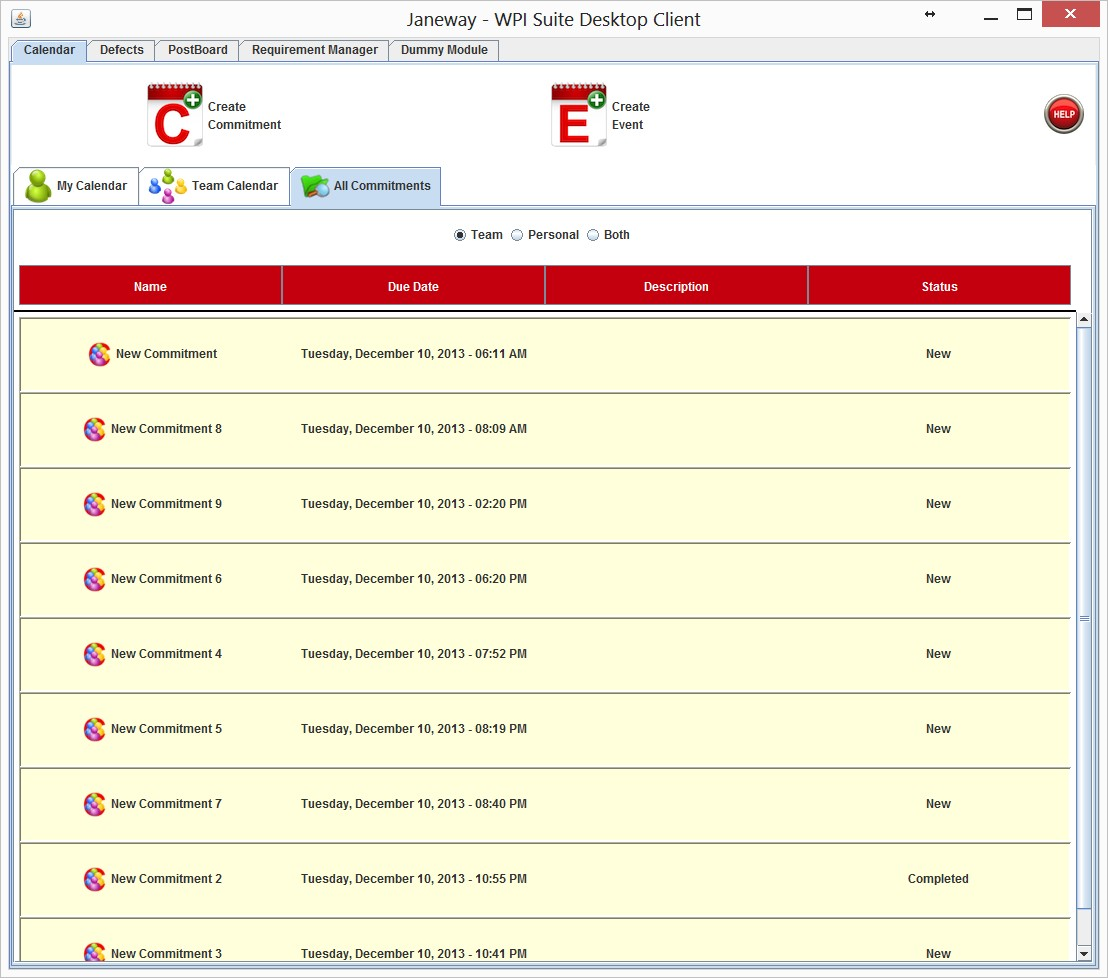 Janeway - WPI Suite Desktop Client
Calendar Defects PostBoard Requirement Manager Dummy Module
C Create Commitment
E Create Event
HELP
My Calendar Team Calendar All Commitments
Team Personal Both
Name Due Date Description Status
New Commitment Tuesday, December 10, 2013 - 06:11 AM New
New Commitment 8 Tuesday, December 10, 2013 - 08:09 AM New
New Commitment 9 Tuesday, December 10, 2013 - 02:20 PM New
New Commitment 6 Tuesday, December 10, 2013 - 06:20 PM New
New Commitment 4 Tuesday, December 10, 2013 - 07:52 PM New
New Commitment 5 Tuesday, December 10, 2013 - 08:19 PM New
New Commitment 7 Tuesday, December 10, 2013 - 08:40 PM New
New Commitment 2 Tuesday, December 10, 2013 - 10:55 PM Completed
New Commitment 3 Tuesday, December 10, 2013 - 10:41 PM New